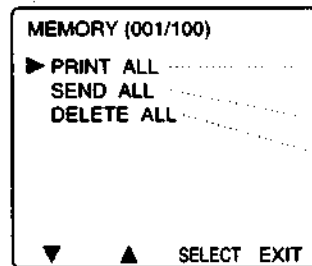 MEMORY (001/100)
▶ PRINT ALL
SEND ALL
DELETE ALL
▼ ▲ SELECT EXIT